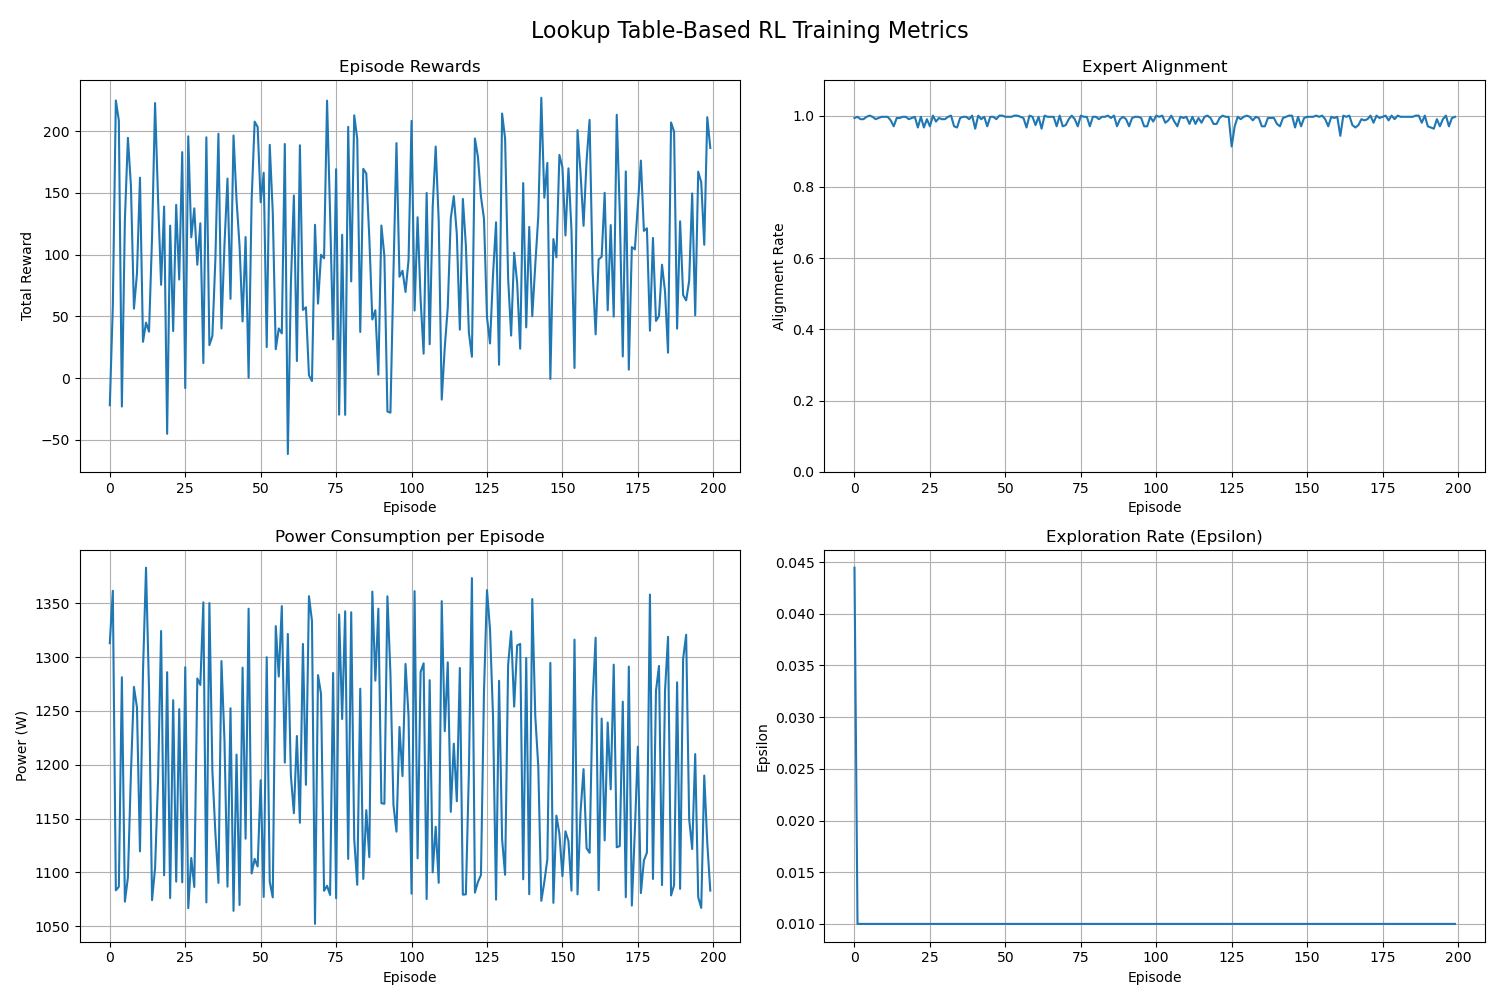 Lookup Table-Based RL Training Metrics
Episode Rewards
Total Reward
200
150
100
50
0
−50
0 25 50 75 100 125 150 175 200
Episode
Expert Alignment
Alignment Rate
1.0
0.8
0.6
0.4
0.2
0.0
0 25 50 75 100 125 150 175 200
Episode
Power Consumption per Episode
Power (W)
1350
1300
1250
1200
1150
1100
1050
0 25 50 75 100 125 150 175 200
Episode
Exploration Rate (Epsilon)
Epsilon
0.045
0.040
0.035
0.030
0.025
0.020
0.015
0.010
0 25 50 75 100 125 150 175 200
Episode